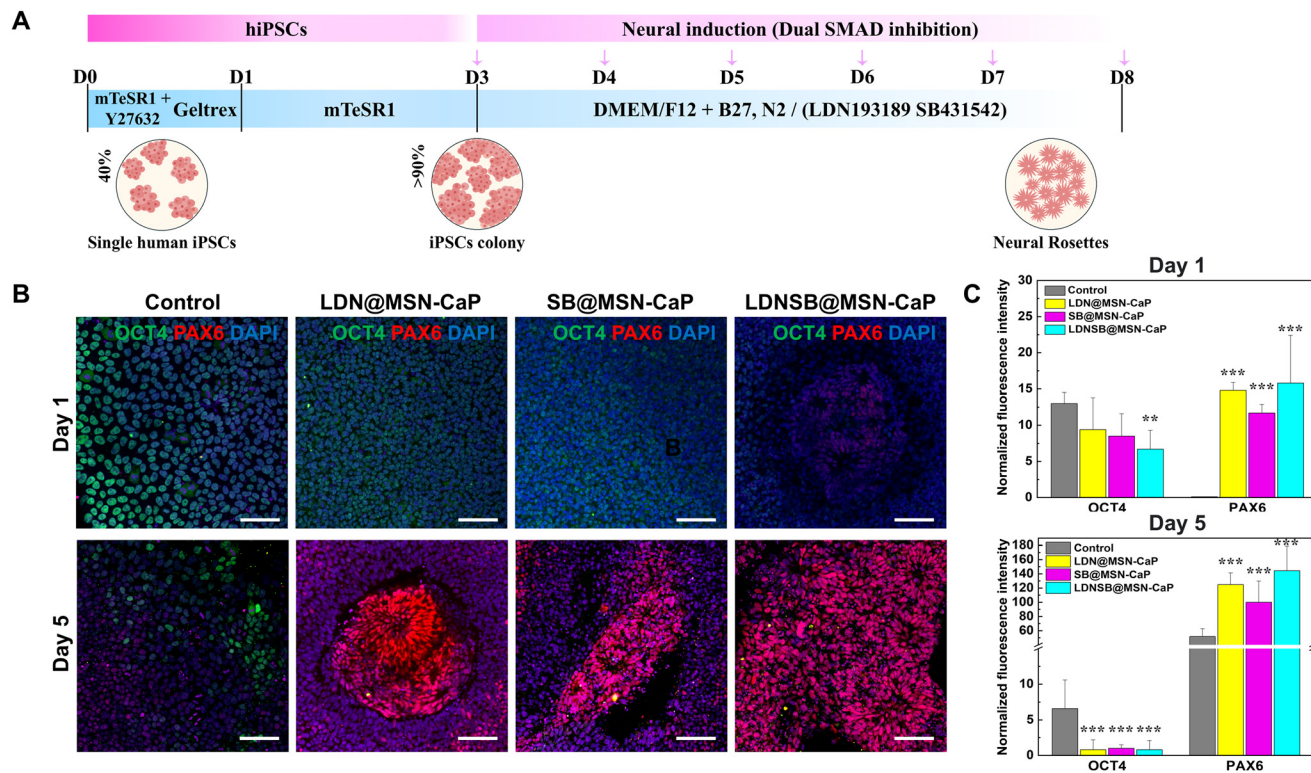 A
hiPSCs
Neural induction (Dual SMAD inhibition)
D0 D1 D3 D4 D5 D6 D7 D8
mTeSR1 +
Y27632
Geltrex
mTeSR1
DMEM/F12 + B27, N2 / (LDN193189 SB431542)
40%
>90%
Single human iPSCs
iPSCs colony
Neural Rosettes
B
Control
LDN@MSN-CaP
SB@MSN-CaP
LDNSB@MSN-CaP
Day 1
OCT4 PAX6 DAPI
OCT4 PAX6 DAPI
OCT4 PAX6 DAPI
OCT4 PAX6 DAPI
B
Day 5
C
Day 1
Normalized fluorescence intensity
30
25
20
15
10
5
0
Control
LDN@MSN-CaP
SB@MSN-CaP
LDNSB@MSN-CaP
**
***
***
***
OCT4 PAX6
Day 5
Normalized fluorescence intensity
180
160
140
120
100
80
60
10
5
0
Control
LDN@MSN-CaP
SB@MSN-CaP
LDNSB@MSN-CaP
*** *** ***
***
***
***
OCT4 PAX6